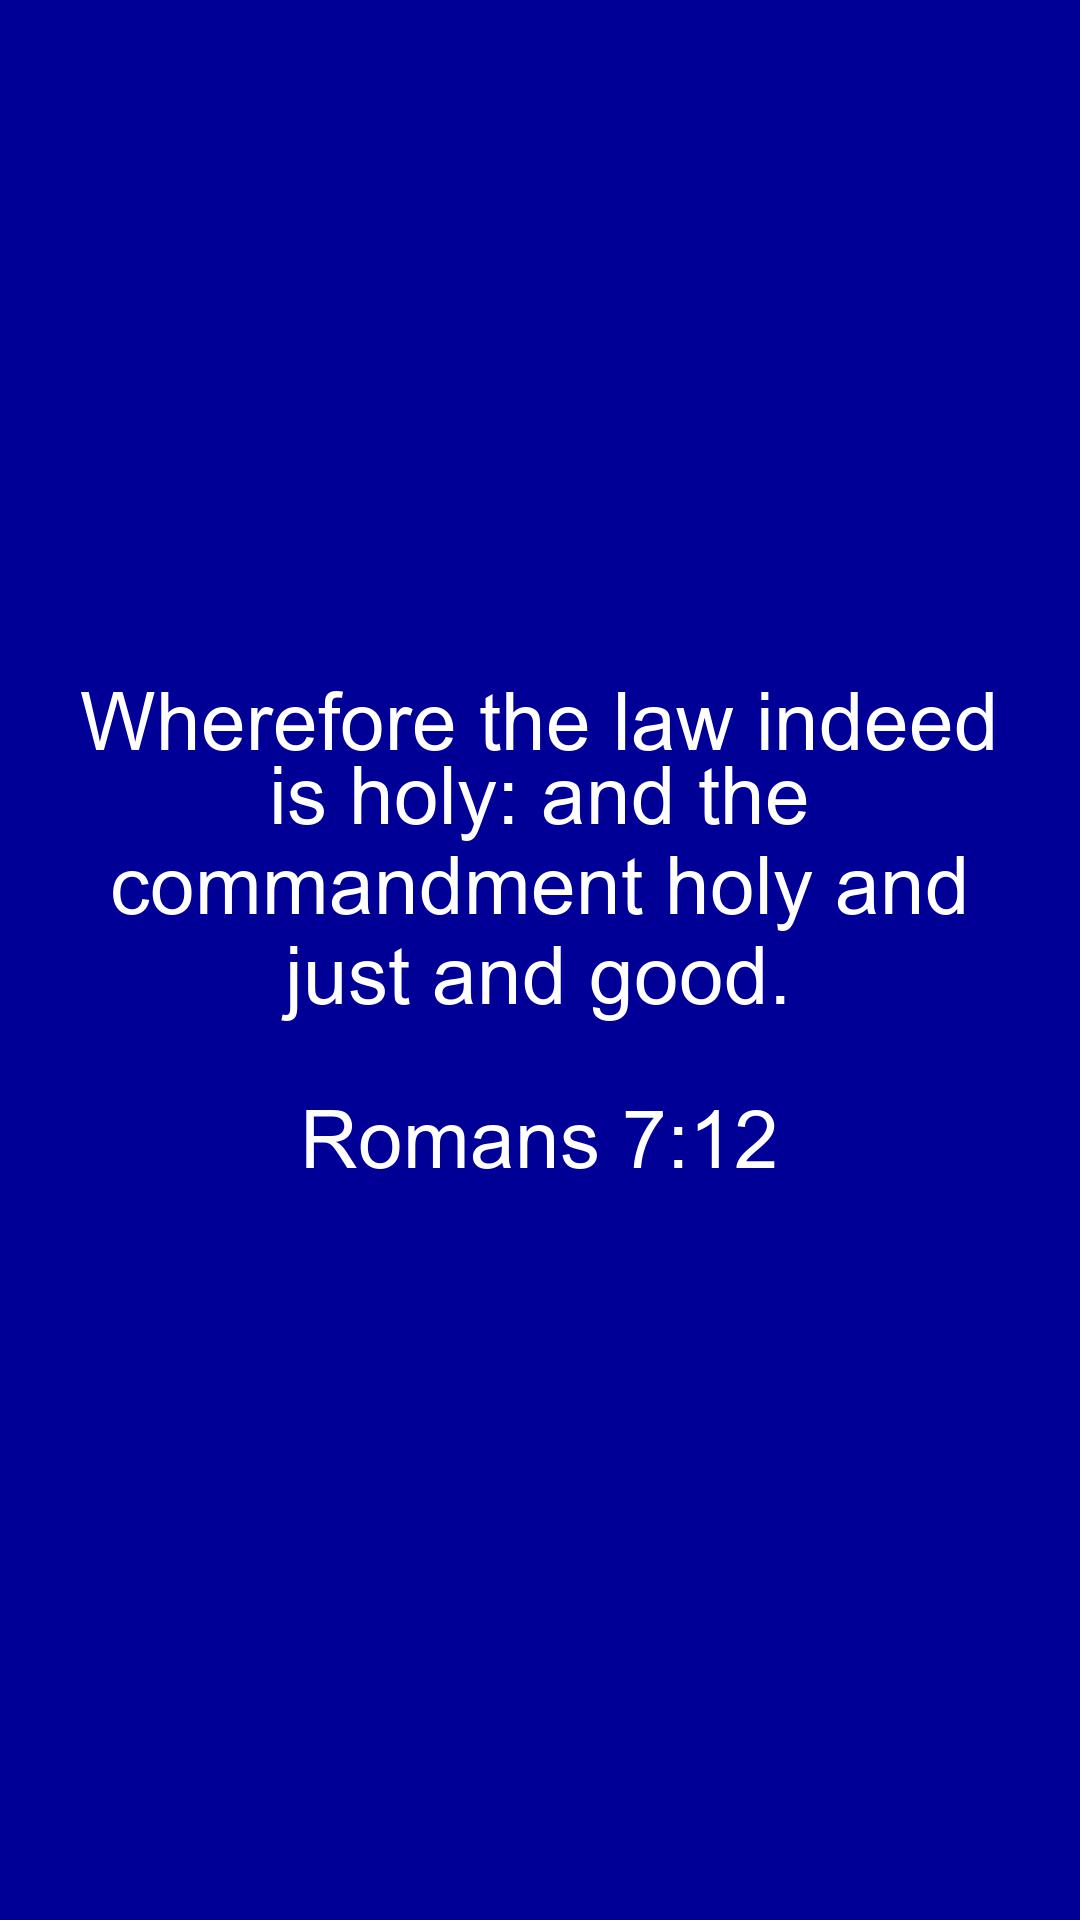 Wherefore the law indeed
is holy: and the
commandment holy and
just and good.
Romans 7:12